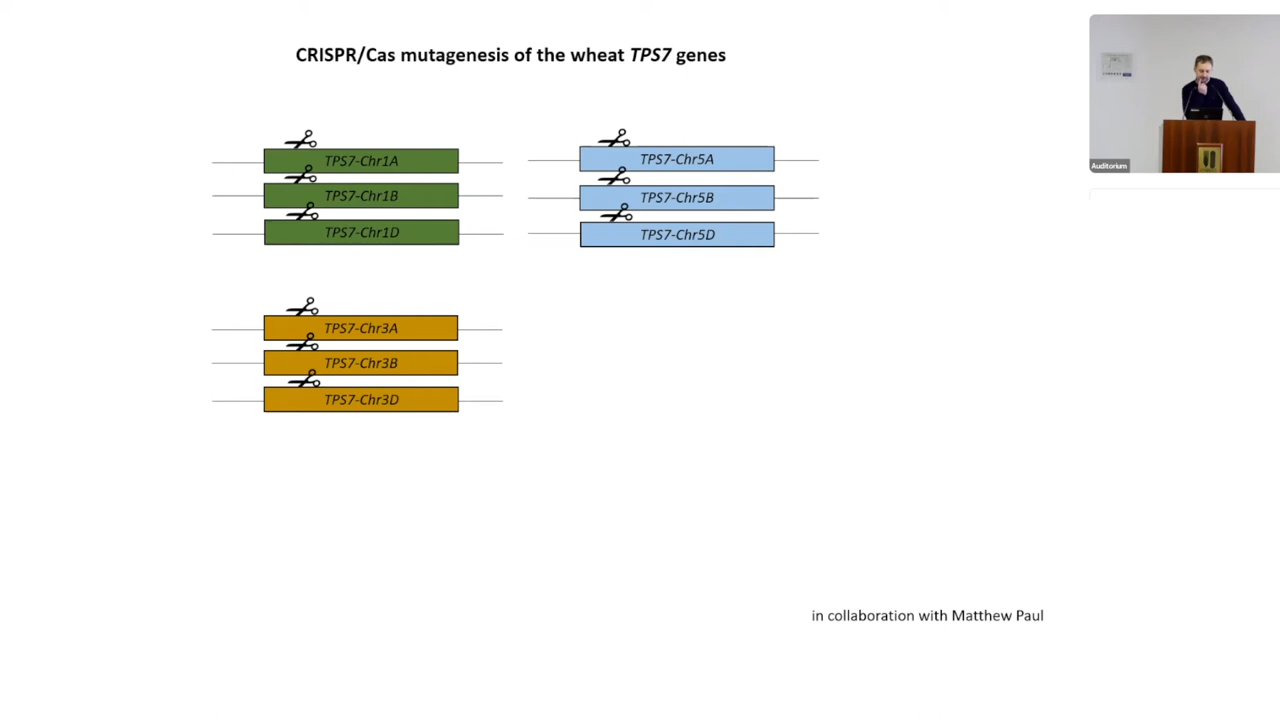 CRISPR/Cas mutagenesis of the wheat TPS7 genes
TPS7-Chr1A
TPS7-Chr1B
TPS7-Chr1D
TPS7-Chr5A
TPS7-Chr5B
TPS7-Chr5D
TPS7-Chr3A
TPS7-Chr3B
TPS7-Chr3D
in collaboration with Matthew Paul
Auditorium